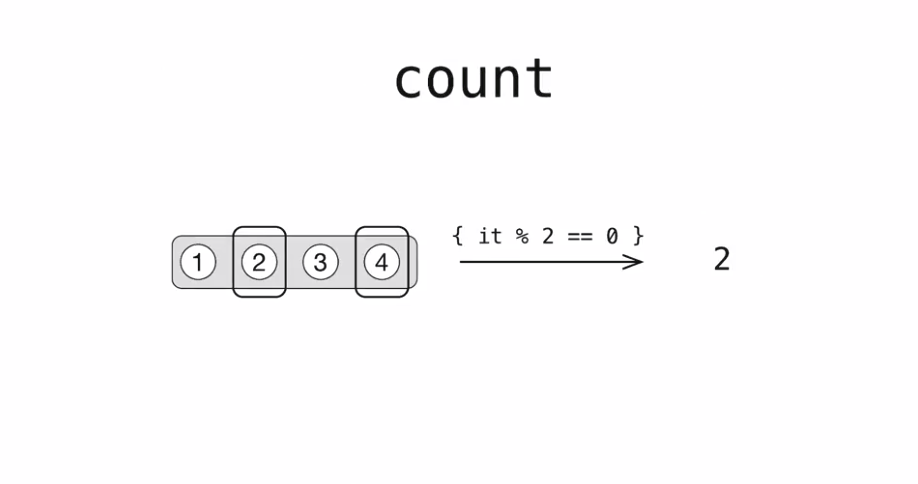 count
{ it % 2 == 0 }
1 2 3 4
2